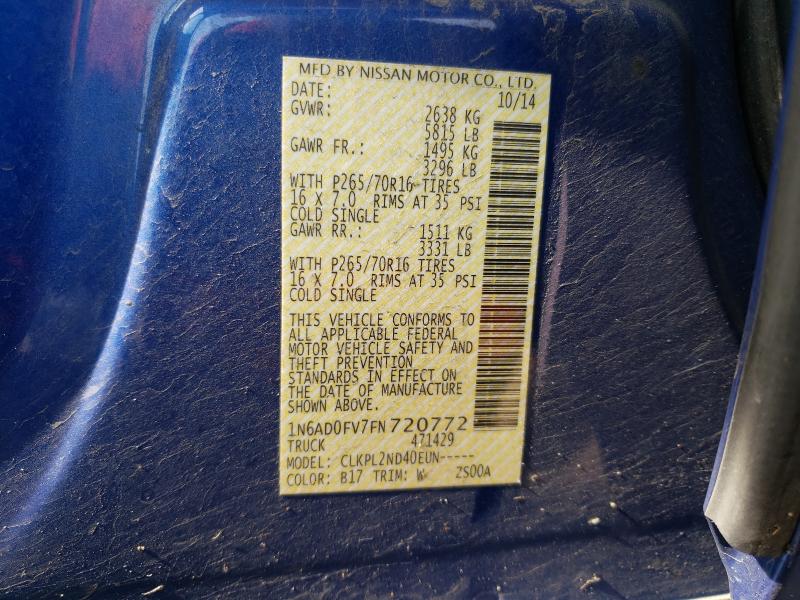 MFD BY NISSAN MOTOR CO., LTD.
DATE: 10/14
GVWR: 2638 KG
5815 LB
GAWR FR.: 1495 KG
3296 LB
WITH P265/70R16 TIRES
16 X 7.0 RIMS AT 35 PSI
COLD SINGLE
GAWR RR.: 1511 KG
3331 LB
WITH P265/70R16 TIRES
16 X 7.0 RIMS AT 35 PSI
COLD SINGLE
THIS VEHICLE CONFORMS TO
ALL APPLICABLE FEDERAL
MOTOR VEHICLE SAFETY AND
THEFT PREVENTION
STANDARDS IN EFFECT ON
THE DATE OF MANUFACTURE
SHOWN ABOVE.
1N6AD0FV7FN720772
TRUCK 471429
MODEL: CLKPL2ND40EUN-----
COLOR: B17 TRIM: W ZS00A